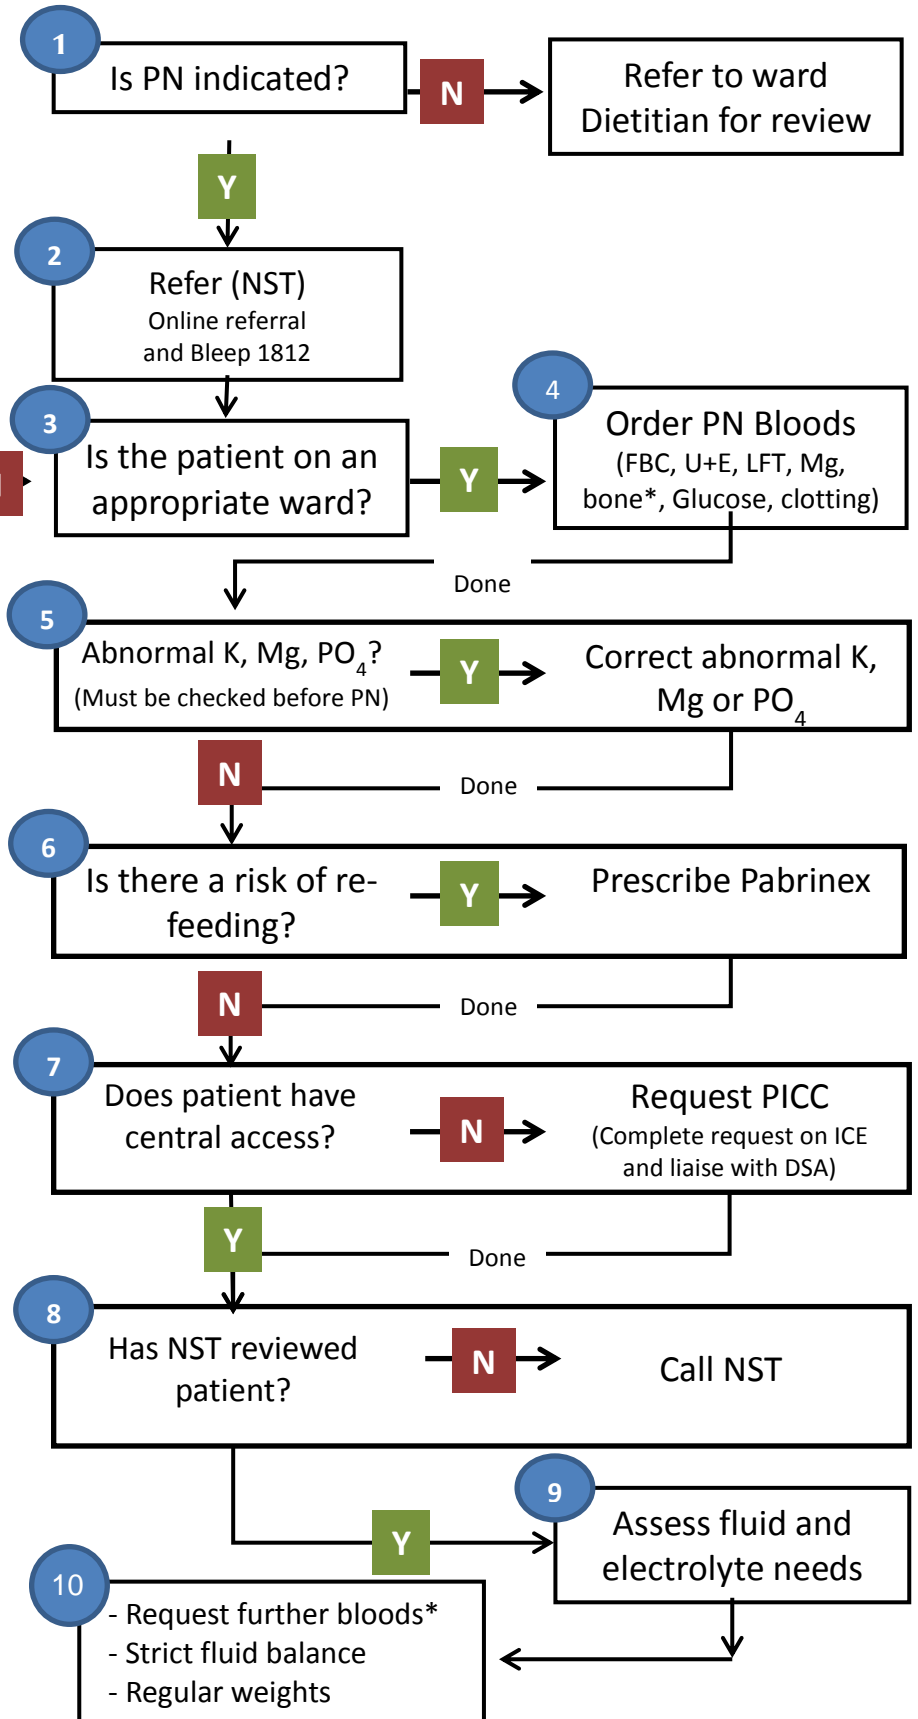 1
Is PN indicated?
N
Refer to ward
Dietitian for review
Y
2
Refer (NST)
Online referral
and Bleep 1812
3
Is the patient on an
appropriate ward?
Y
4
Order PN Bloods
(FBC, U+E, LFT, Mg,
bone*, Glucose, clotting)
Done
5
Abnormal K, Mg, PO4?
(Must be checked before PN)
Y
Correct abnormal K,
Mg or PO4
N
Done
6
Is there a risk of re-
feeding?
Y
Prescribe Pabrinex
N
Done
7
Does patient have
central access?
N
Request PICC
(Complete request on ICE
and liaise with DSA)
Y
Done
8
Has NST reviewed
patient?
N
Call NST
9
Assess fluid and
electrolyte needs
Y
10
- Request further bloods*
- Strict fluid balance
- Regular weights